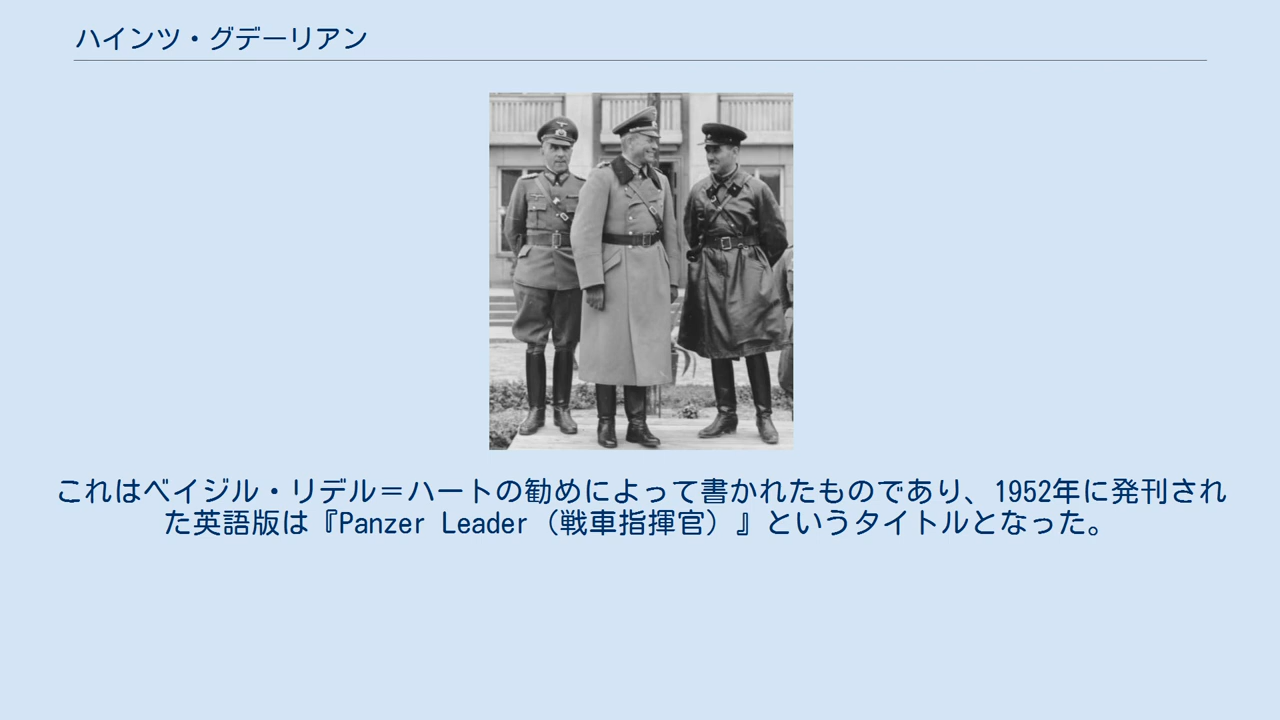 ハインツ・グデーリアン
これはベイジル・リデル＝ハートの勧めによって書かれたものであり、1952年に発刊され
た英語版は『Panzer Leader（戦車指揮官）』というタイトルとなった。